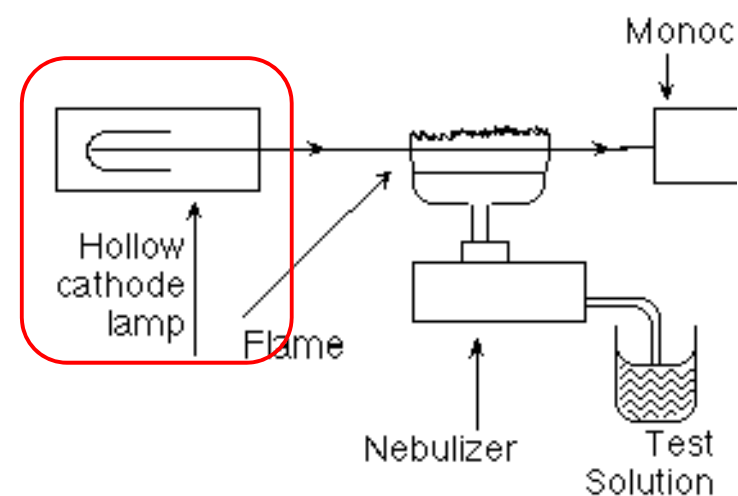 Monoc
Hollow
cathode
lamp
Flame
Nebulizer
Test
Solution